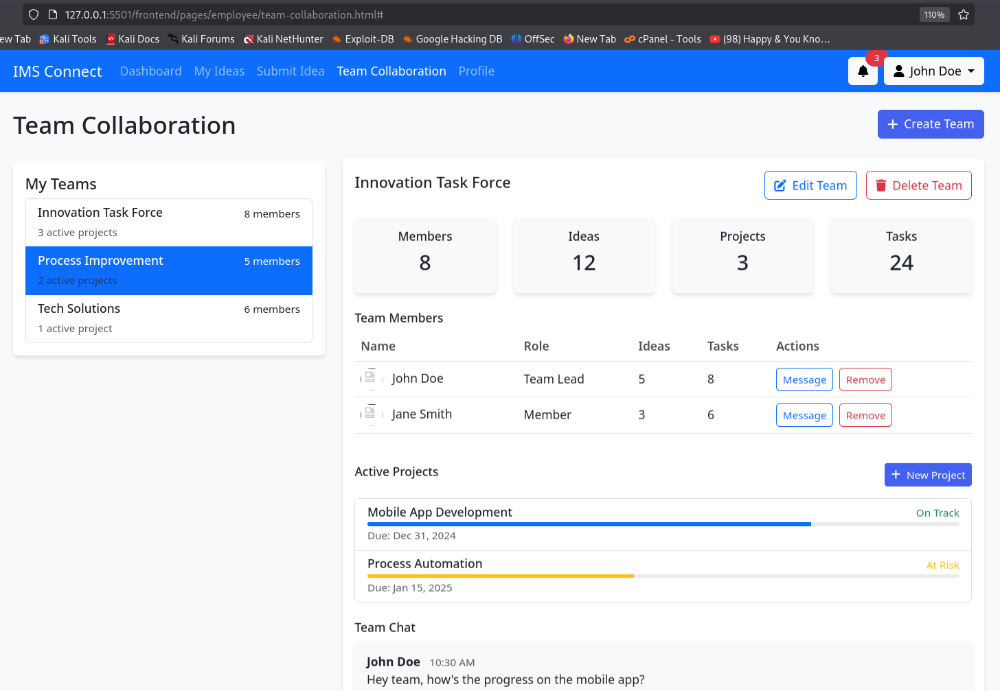 127.0.0.1:5501/frontend/pages/employee/team-collaboration.html#
110%
ew Tab Kali Tools Kali Docs Kali Forums Kali NetHunter Exploit-DB Google Hacking DB OffSec New Tab cPanel - Tools (98) Happy & You Kno…
IMS Connect Dashboard My Ideas Submit Idea Team Collaboration Profile 3 John Doe
Team Collaboration
Create Team
My Teams
Innovation Task Force 8 members
3 active projects
Process Improvement 5 members
2 active projects
Tech Solutions 6 members
1 active project
Innovation Task Force Edit Team Delete Team
Members Ideas Projects Tasks
8 12 3 24
Team Members
Name Role Ideas Tasks Actions
John Doe Team Lead 5 8 Message Remove
Jane Smith Member 3 6 Message Remove
Active Projects
New Project
Mobile App Development On Track
Due: Dec 31, 2024
Process Automation At Risk
Due: Jan 15, 2025
Team Chat
John Doe 10:30 AM
Hey team, how's the progress on the mobile app?